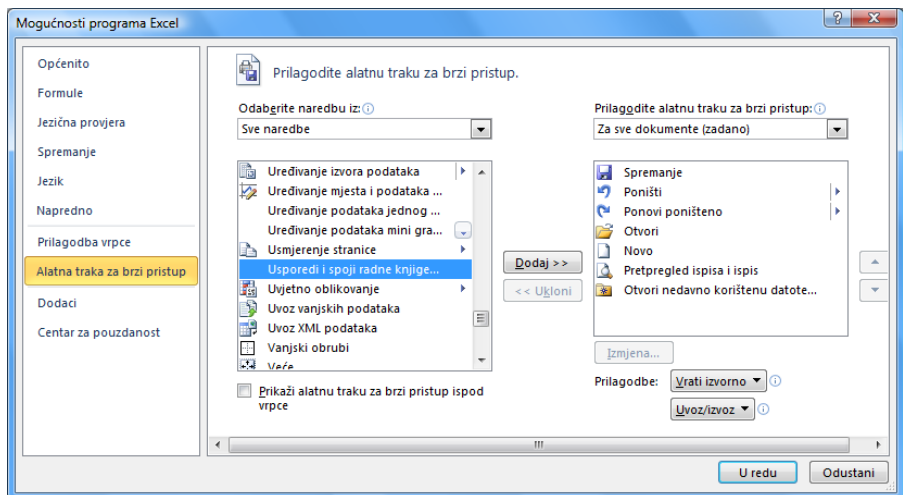 Mogućnosti programa Excel
Općenito
Formule
Jezična provjera
Spremanje
Jezik
Napredno
Prilagodba vrpce
Alatna traka za brzi pristup
Dodaci
Centar za pouzdanost
Prilagodite alatnu traku za brzi pristup.
Odaberite naredbu iz:
Sve naredbe
Uređivanje izvora podataka
Uređivanje mjesta i podataka ...
Uređivanje podataka jednog ...
Uređivanje podataka mini gra...
Usmjerenje stranice
Usporedi i spoji radne knjige...
Uvjetno oblikovanje
Uvoz vanjskih podataka
Uvoz XML podataka
Vanjski obrubi
Veće
Prikaži alatnu traku za brzi pristup ispod
vrpce
Dodaj >>
<< Ukloni
Prilagodite alatnu traku za brzi pristup:
Za sve dokumente (zadano)
Spremanje
Poništi
Ponovi poništeno
Otvori
Novo
Pretpregled ispisa i ispis
Otvori nedavno korištenu datote...
Izmjena...
Prilagodbe:
Vrati izvorno
Uvoz/izvoz
U redu
Odustani